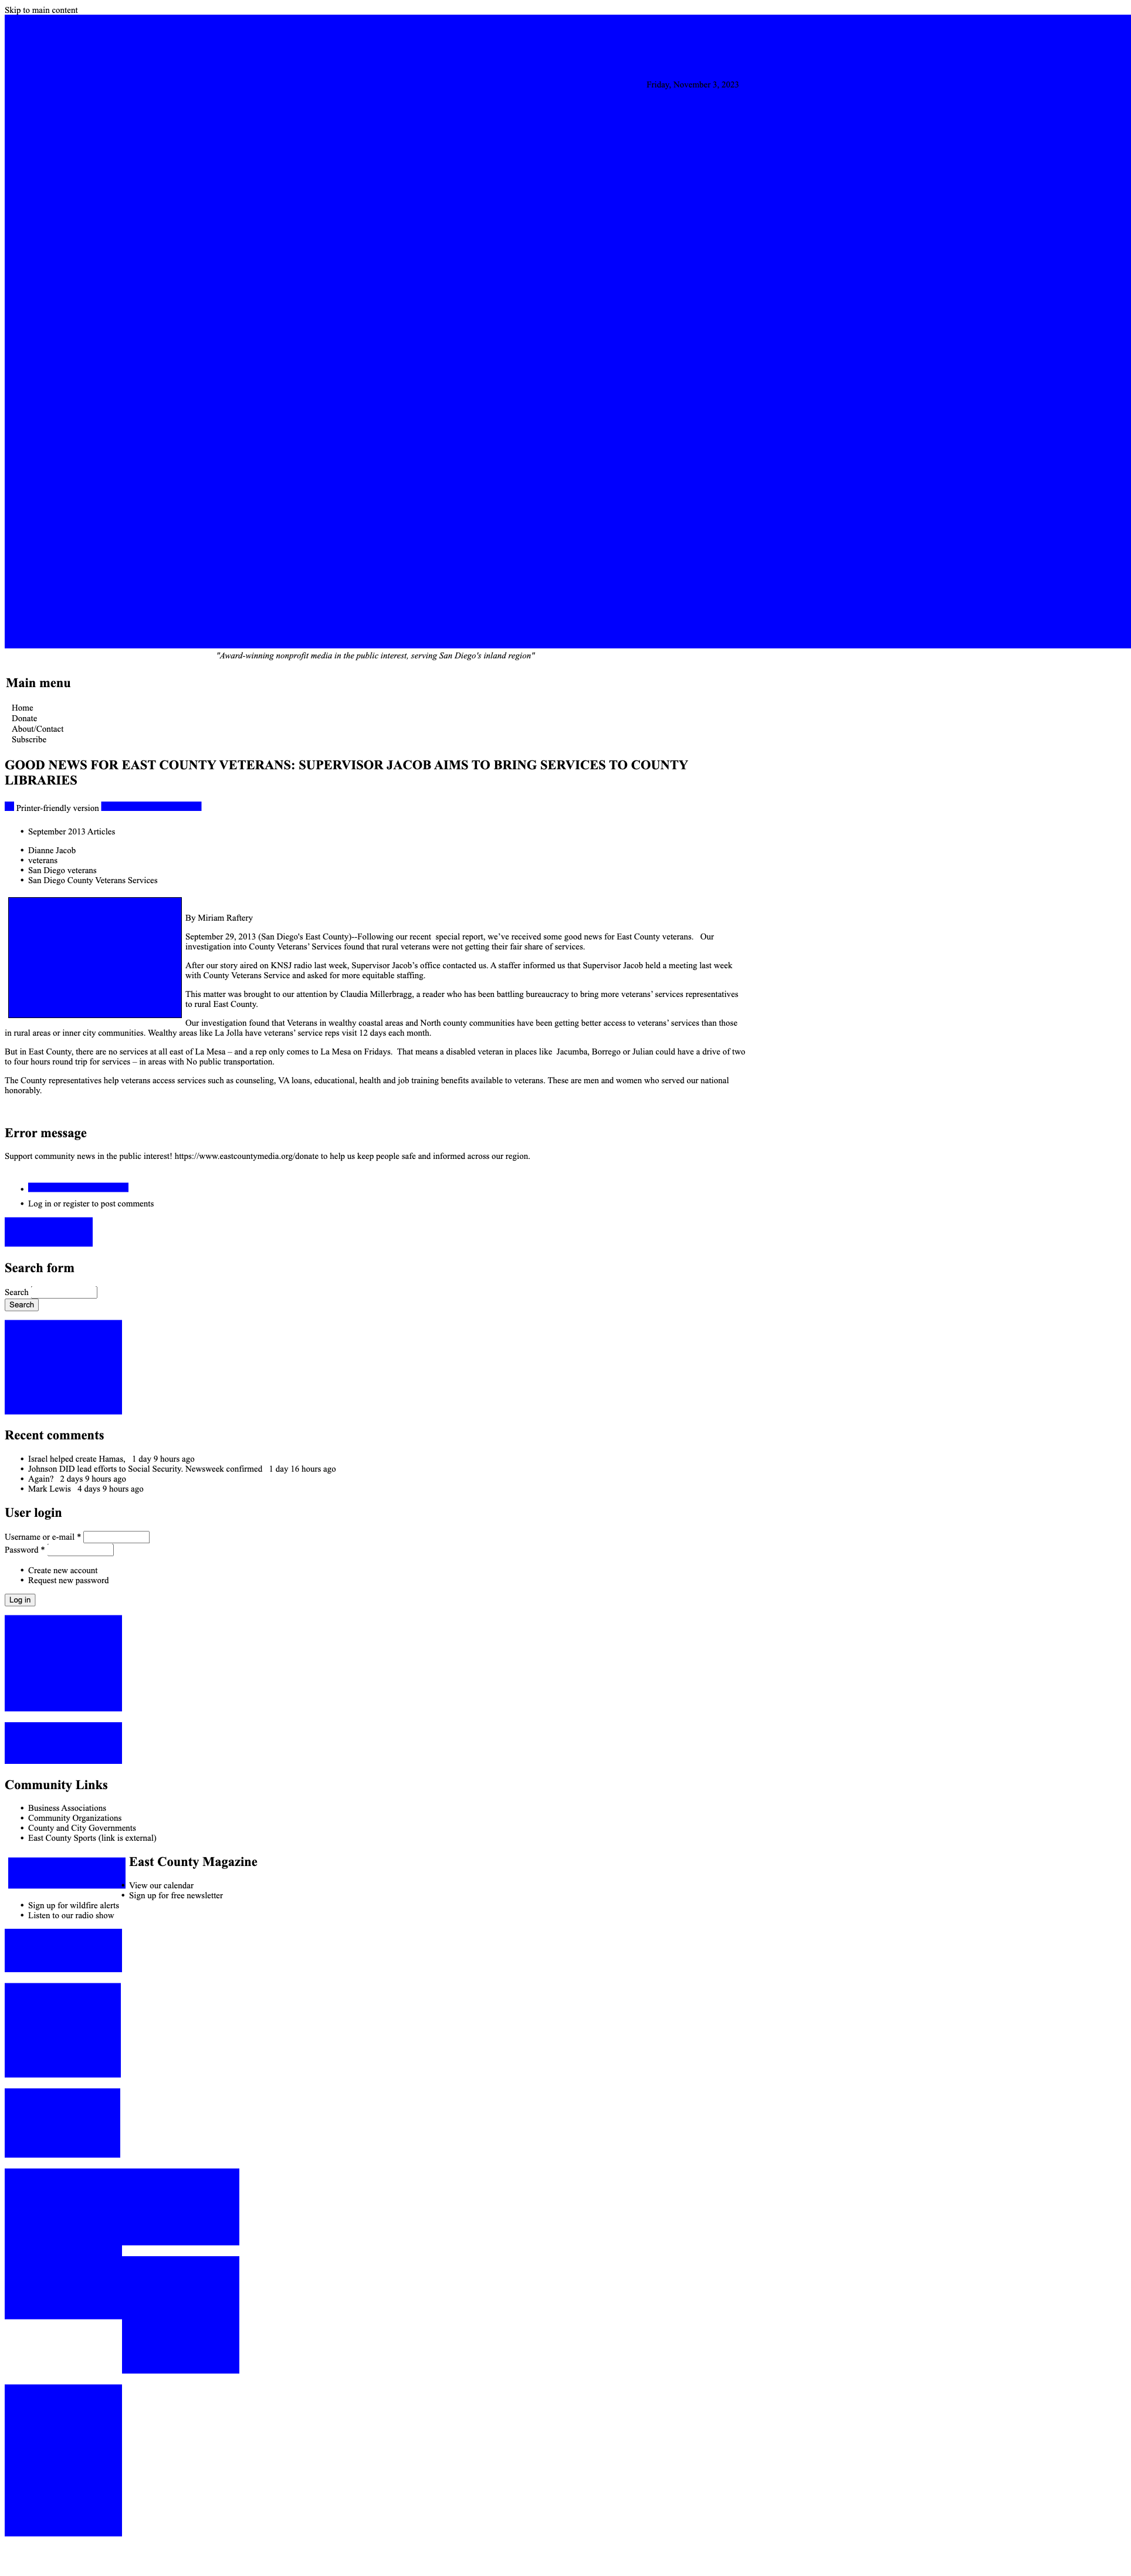 Skip to main content
Friday, November 3, 2023
"Award-winning nonprofit media in the public interest, serving San Diego's inland region"
Main menu
Home
Donate
About/Contact
Subscribe
GOOD NEWS FOR EAST COUNTY VETERANS: SUPERVISOR JACOB AIMS TO BRING SERVICES TO COUNTY
LIBRARIES
Printer-friendly version
• September 2013 Articles
• Dianne Jacob
• veterans
• San Diego veterans
• San Diego County Veterans Services
By Miriam Raftery
September 29, 2013 (San Diego's East County)--Following our recent special report, we’ve received some good news for East County veterans. Our
investigation into County Veterans’ Services found that rural veterans were not getting their fair share of services.
After our story aired on KNSJ radio last week, Supervisor Jacob’s office contacted us. A staffer informed us that Supervisor Jacob held a meeting last week
with County Veterans Service and asked for more equitable staffing.
This matter was brought to our attention by Claudia Millerbragg, a reader who has been battling bureaucracy to bring more veterans’ services representatives
to rural East County.
Our investigation found that Veterans in wealthy coastal areas and North county communities have been getting better access to veterans’ services than those
in rural areas or inner city communities. Wealthy areas like La Jolla have veterans’ service reps visit 12 days each month.
But in East County, there are no services at all east of La Mesa – and a rep only comes to La Mesa on Fridays. That means a disabled veteran in places like Jacumba, Borrego or Julian could have a drive of two
to four hours round trip for services – in areas with No public transportation.
The County representatives help veterans access services such as counseling, VA loans, educational, health and job training benefits available to veterans. These are men and women who served our national
honorably.
Error message
Support community news in the public interest! https://www.eastcountymedia.org/donate to help us keep people safe and informed across our region.
• Log in or register to post comments
Search form
Search
Search
Recent comments
• Israel helped create Hamas, 1 day 9 hours ago
• Johnson DID lead efforts to Social Security. Newsweek confirmed 1 day 16 hours ago
• Again? 2 days 9 hours ago
• Mark Lewis 4 days 9 hours ago
User login
Username or e-mail *
Password *
• Create new account
• Request new password
Log in
Community Links
• Business Associations
• Community Organizations
• County and City Governments
• East County Sports (link is external)
East County Magazine
View our calendar
• Sign up for free newsletter
• Sign up for wildfire alerts
• Listen to our radio show